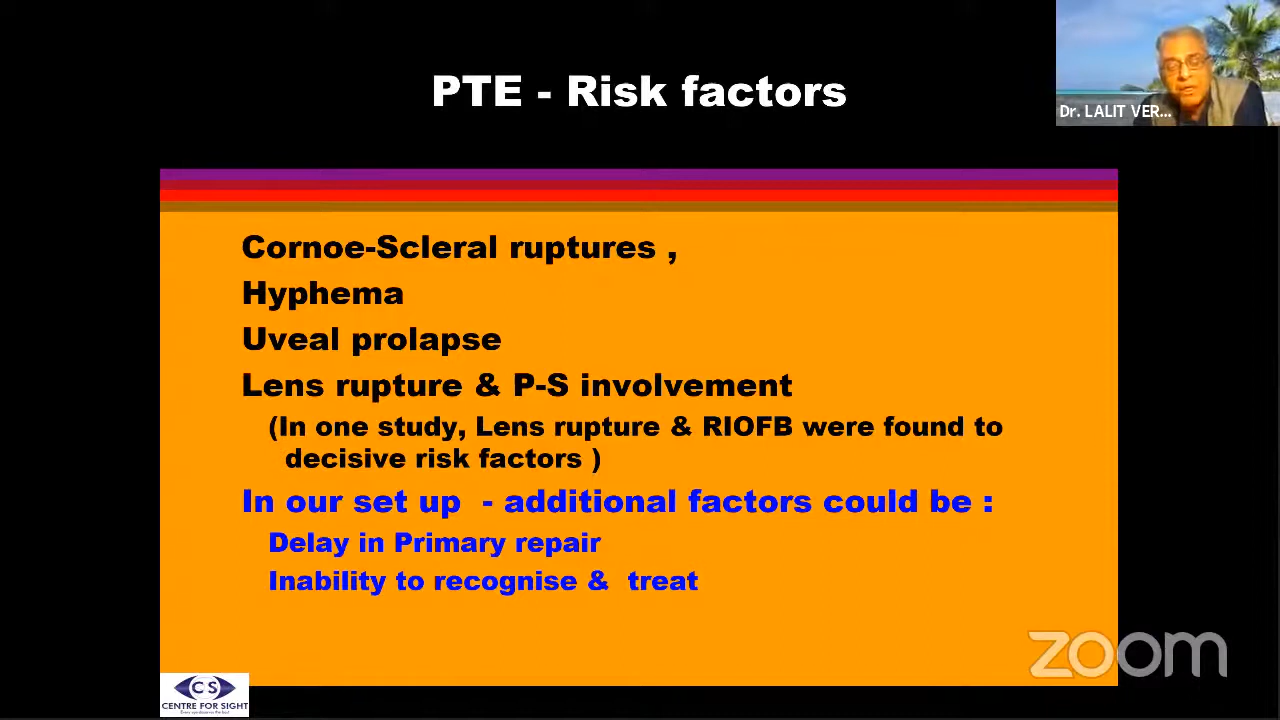 PTE - Risk factors
Dr. LALIT VER...
Cornoe-Scleral ruptures ,
Hyphema
Uveal prolapse
Lens rupture & P-S involvement
(In one study, Lens rupture & RIOFB were found to
decisive risk factors )
In our set up - additional factors could be :
Delay in Primary repair
Inability to recognise & treat
zoom
CS
CENTRE FOR SIGHT